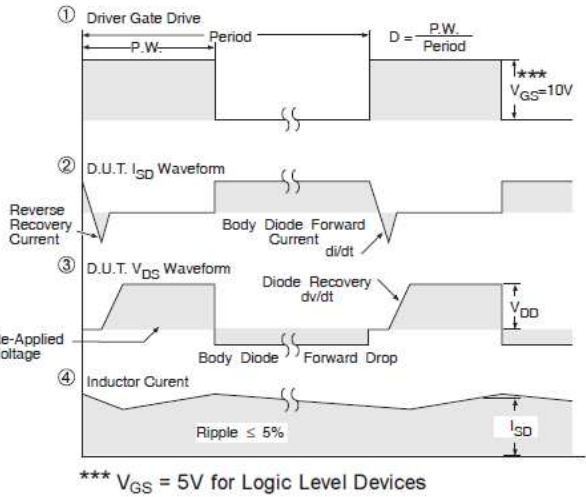 ① Driver Gate Drive
P.W.
Period
D = P.W.
Period
***
VGS=10V
② D.U.T. ISD Waveform
Reverse
Recovery
Current
Body Diode Forward
Current
di/dt
③ D.U.T. VDS Waveform
Diode Recovery
dv/dt
VDD
e-Applied
oltage
Body Diode Forward Drop
④ Inductor Curent
Ripple ≤ 5%
ISD
*** VGS = 5V for Logic Level Devices